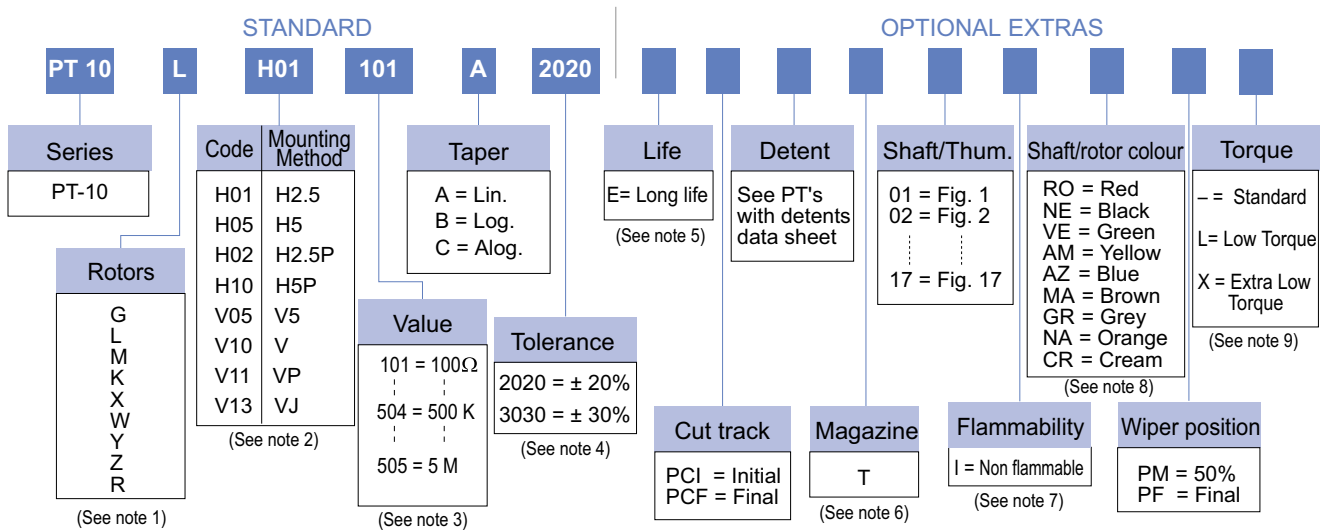 STANDARD
OPTIONAL EXTRAS
PT 10
L
H01
101
A
2020
Series
PT-10
Rotors
G
L
M
K
X
W
Y
Z
R
(See note 1)
Code Mounting Method
H01 H2.5
H05 H5
H02 H2.5P
H10 H5P
V05 V5
V10 V
V11 VP
V13 VJ
(See note 2)
Value
101 = 100Ω
504 = 500 K
505 = 5 M
(See note 3)
Taper
A = Lin.
B = Log.
C = Alog.
Tolerance
2020 = ± 20%
3030 = ± 30%
(See note 4)
Life
E= Long life
(See note 5)
Cut track
PCI = Initial
PCF = Final
Detent
See PT's
with detents
data sheet
Magazine
T
(See note 6)
Shaft/Thum.
01 = Fig. 1
02 = Fig. 2
17 = Fig. 17
Flammability
I = Non flammable
(See note 7)
Shaft/rotor colour
RO = Red
NE = Black
VE = Green
AM = Yellow
AZ = Blue
MA = Brown
GR = Grey
NA = Orange
CR = Cream
(See note 8)
Wiper position
PM = 50%
PF = Final
Torque
– = Standard
L= Low Torque
X = Extra Low
Torque
(See note 9)